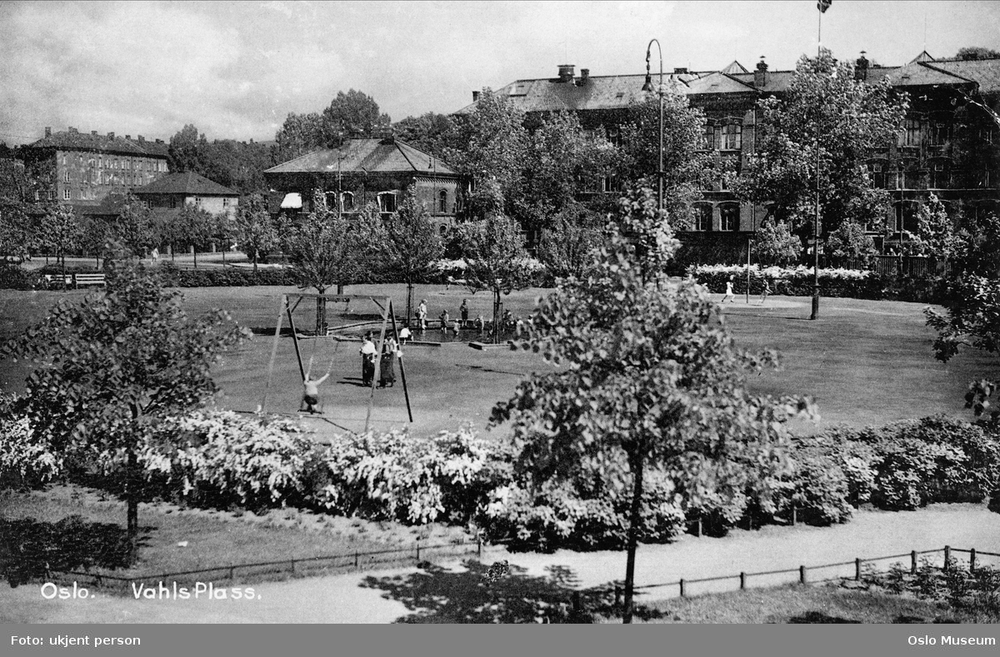 Oslo. Vahls Plass.
Foto: ukjent person
Oslo Museum